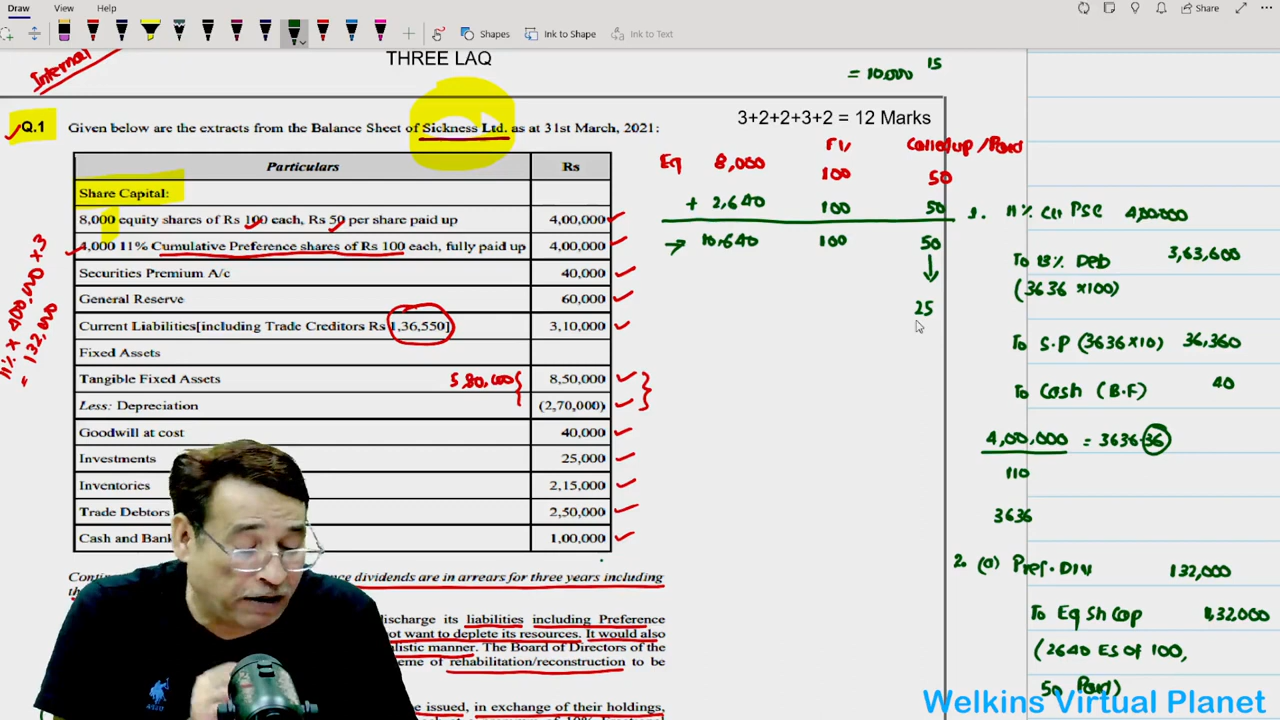 Draw View Help
Share
Shapes Ink to Shape Ink to Text
Internal
THREE LAQ
= 10,000 15
Q.1 Given below are the extracts from the Balance Sheet of Sickness Ltd. as at 31st March, 2021:
3+2+2+3+2 = 12 Marks
Particulars Rs
Share Capital:
8,000 equity shares of Rs 100 each, Rs 50 per share paid up 4,00,000
4,000 11% Cumulative Preference shares of Rs 100 each, fully paid up 4,00,000
Securities Premium A/c 40,000
General Reserve 60,000
Current Liabilities[including Trade Creditors Rs 1,36,550] 3,10,000
Fixed Assets
Tangible Fixed Assets 580,000 8,50,000
Less: Depreciation (2,70,000)
Goodwill at cost 40,000
Investments 25,000
Inventories 2,15,000
Trade Debtors 2,50,000
Cash and Bank 1,00,000
11% x 400,000 x 3
= 132,000
FV Called up / Paid
Eq 8,000 100 50
+ 2,640 100 50
→ 10,640 100 50
25
1. 11% Cu PSC 4,00,000
To 13% Deb 3,63,600
(3636 x100)
To S.P (3636 x10) 36,360
To Cash (B.F) 40
4,00,000 = 3636.36
110
3636
2. (a) Pref. Div 132,000
To Eq Sh Cap 1,32,000
(2640 ES of 100,
50 Paid)
dividends are in arrears for three years including
discharge its liabilities including Preference
not want to deplete its resources. It would also
manner. The Board of Directors of the
scheme of rehabilitation/reconstruction to be
issued, in exchange of their holdings,
Welkins Virtual Planet